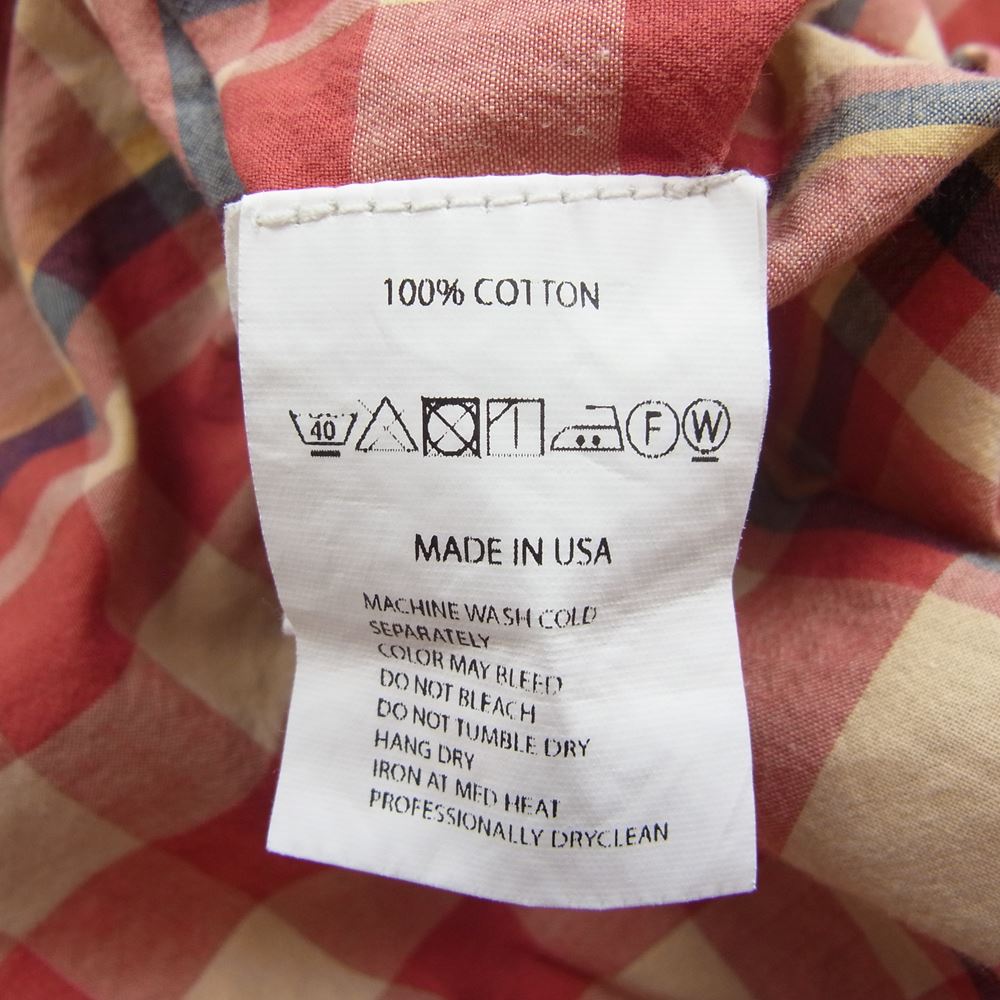 100% COTTON
40 F W
MADE IN USA
MACHINE WASH COLD
SEPARATELY
COLOR MAY BLEED
DO NOT BLEACH
DO NOT TUMBLE DRY
HANG DRY
IRON AT MED HEAT
PROFESSIONALLY DRYCLEAN